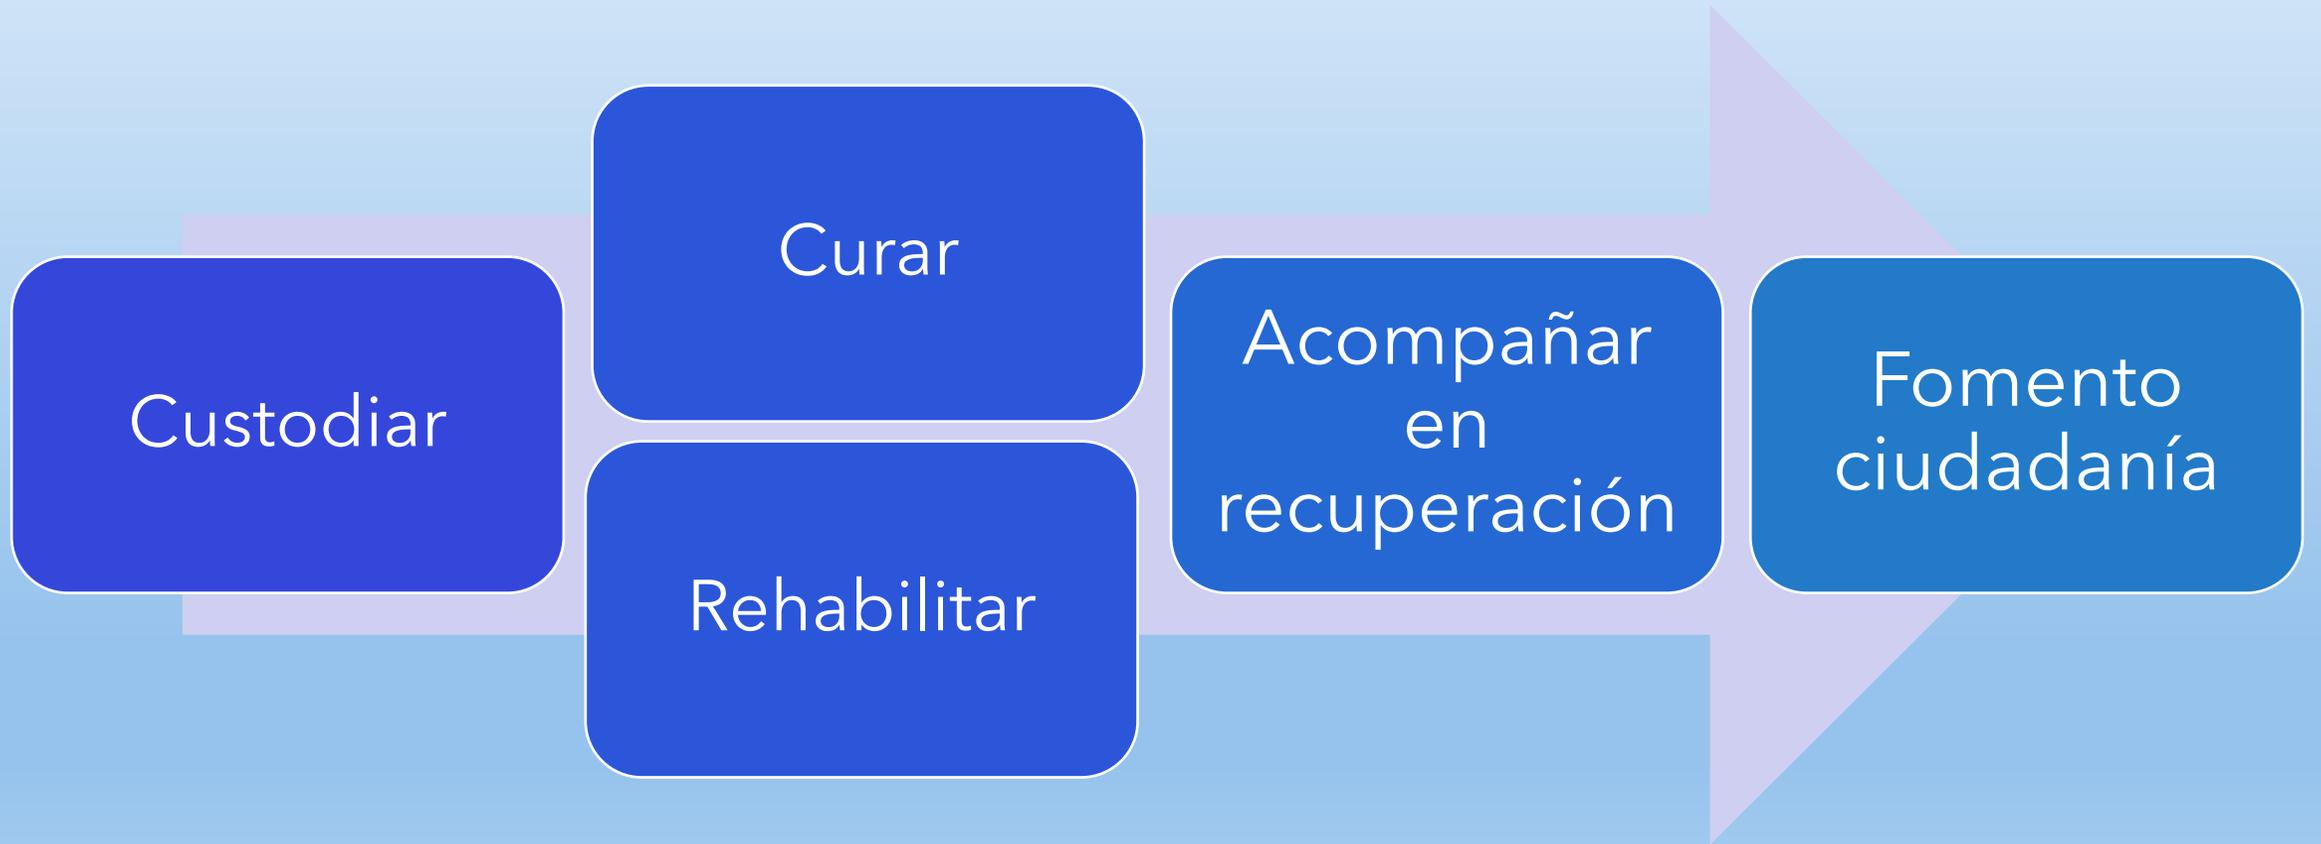 Custodiar
Curar
Rehabilitar
Acompañar
en
recuperación
Fomento
ciudadanía